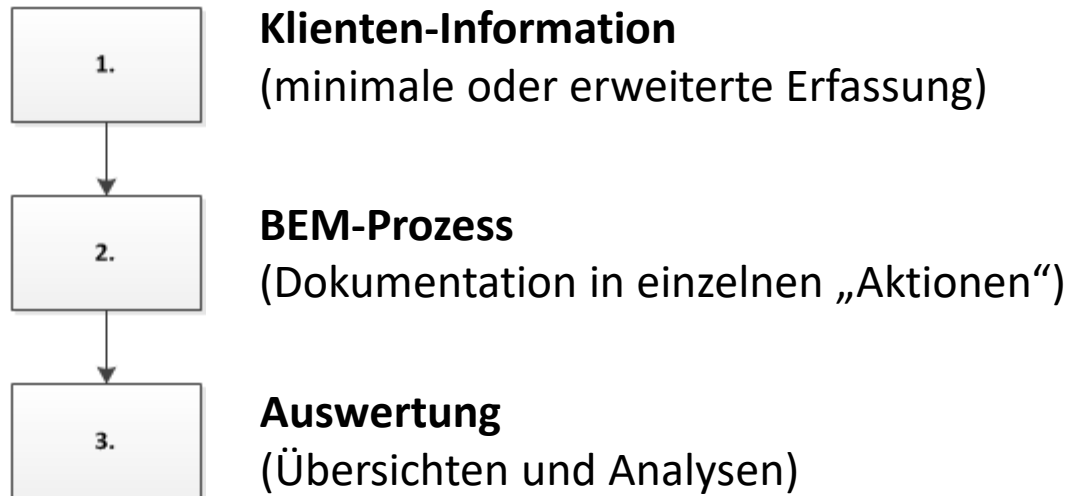 1.
Klienten-Information
(minimale oder erweiterte Erfassung)
2.
BEM-Prozess
(Dokumentation in einzelnen „Aktionen“)
3.
Auswertung
(Übersichten und Analysen)